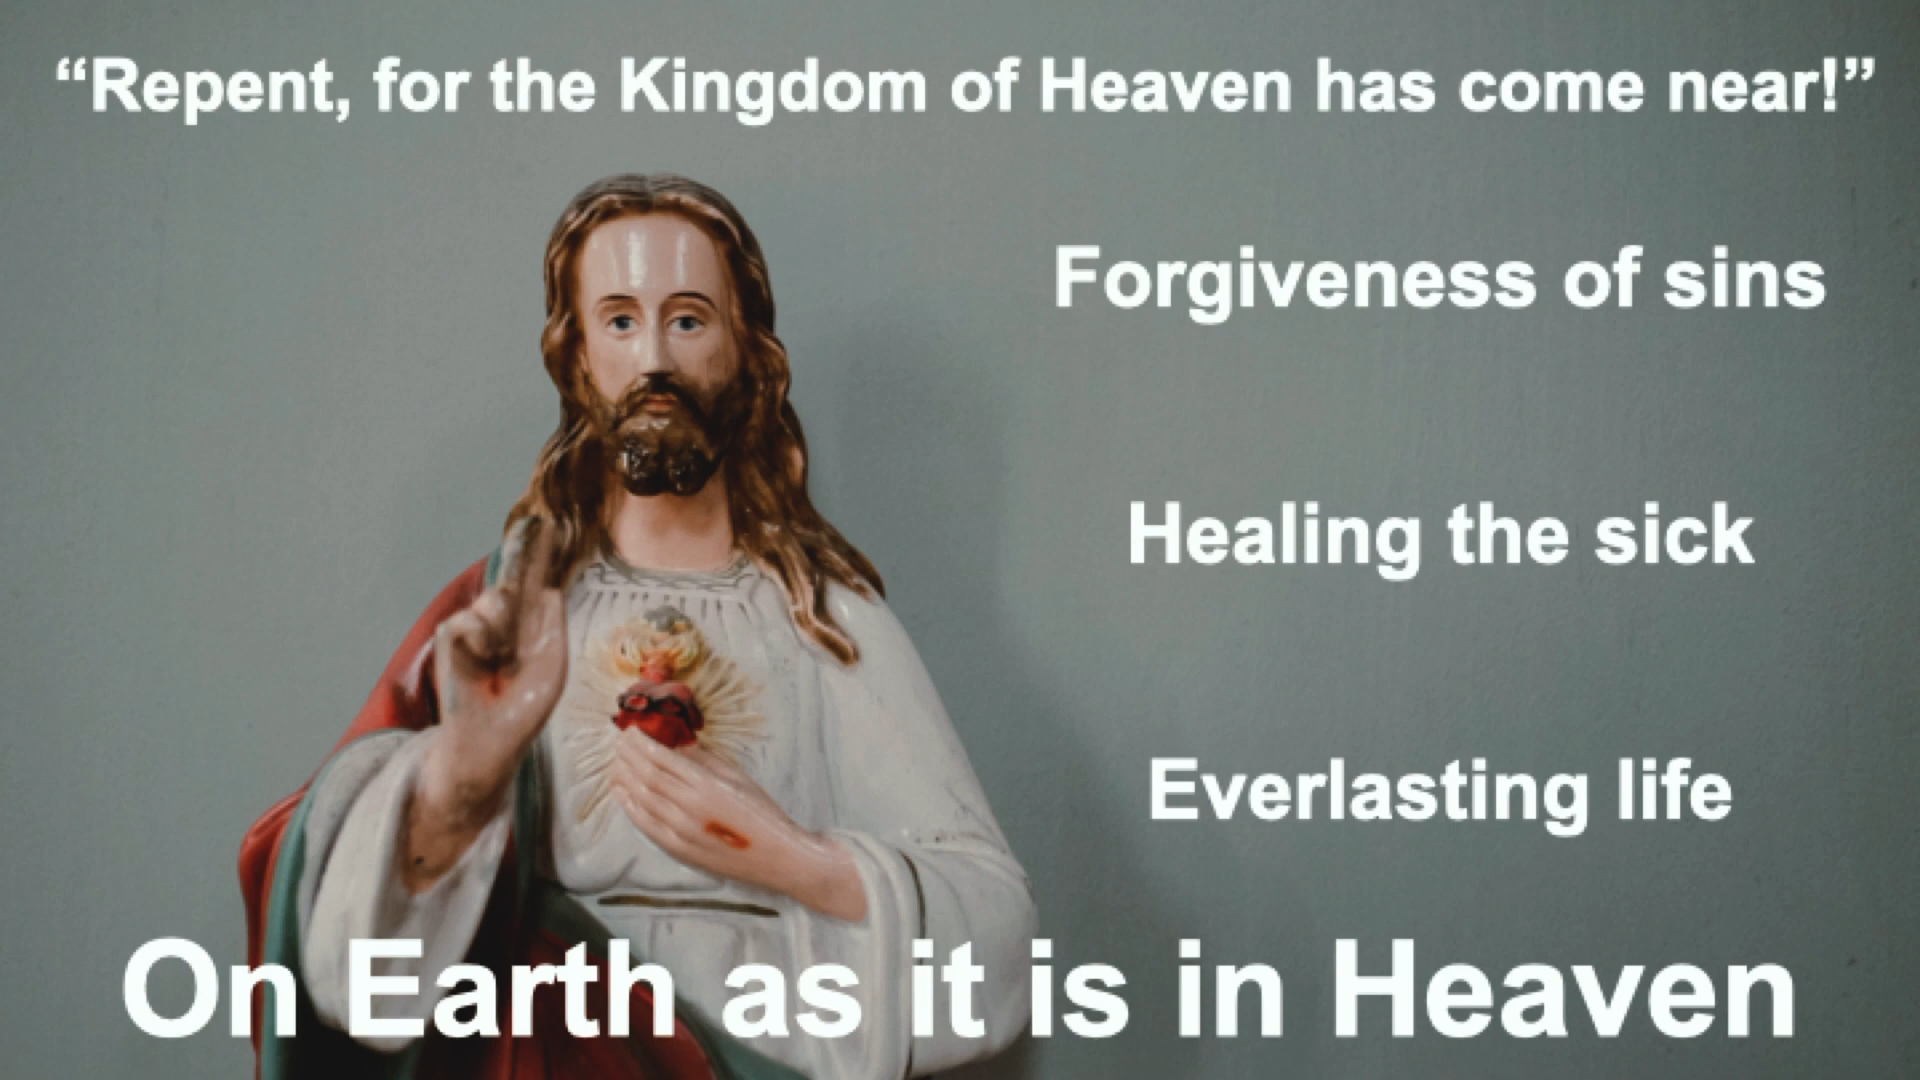 “Repent, for the Kingdom of Heaven has come near!”
Forgiveness of sins
Healing the sick
Everlasting life
On Earth as it is in Heaven